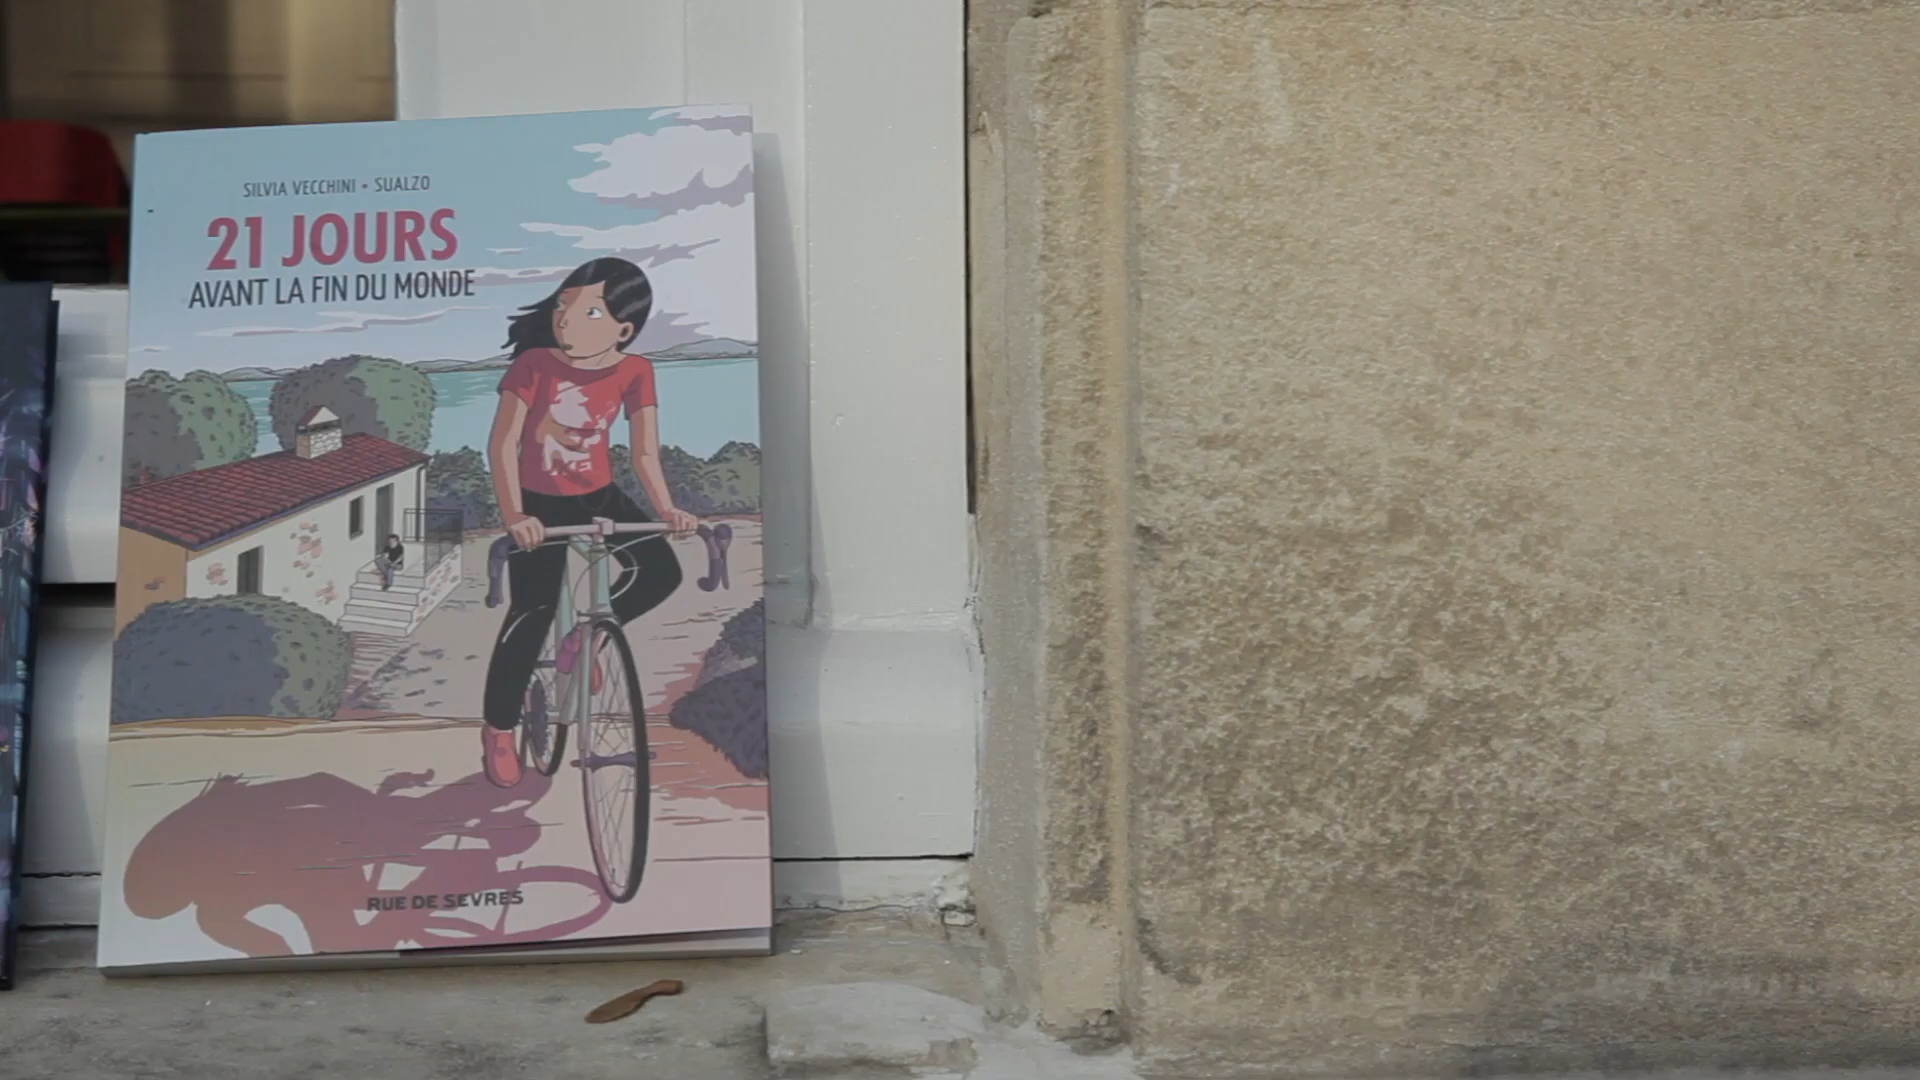 SILVIA VECCHINI • SUALZO
21 JOURS
AVANT LA FIN DU MONDE
RUE DE SEVRES